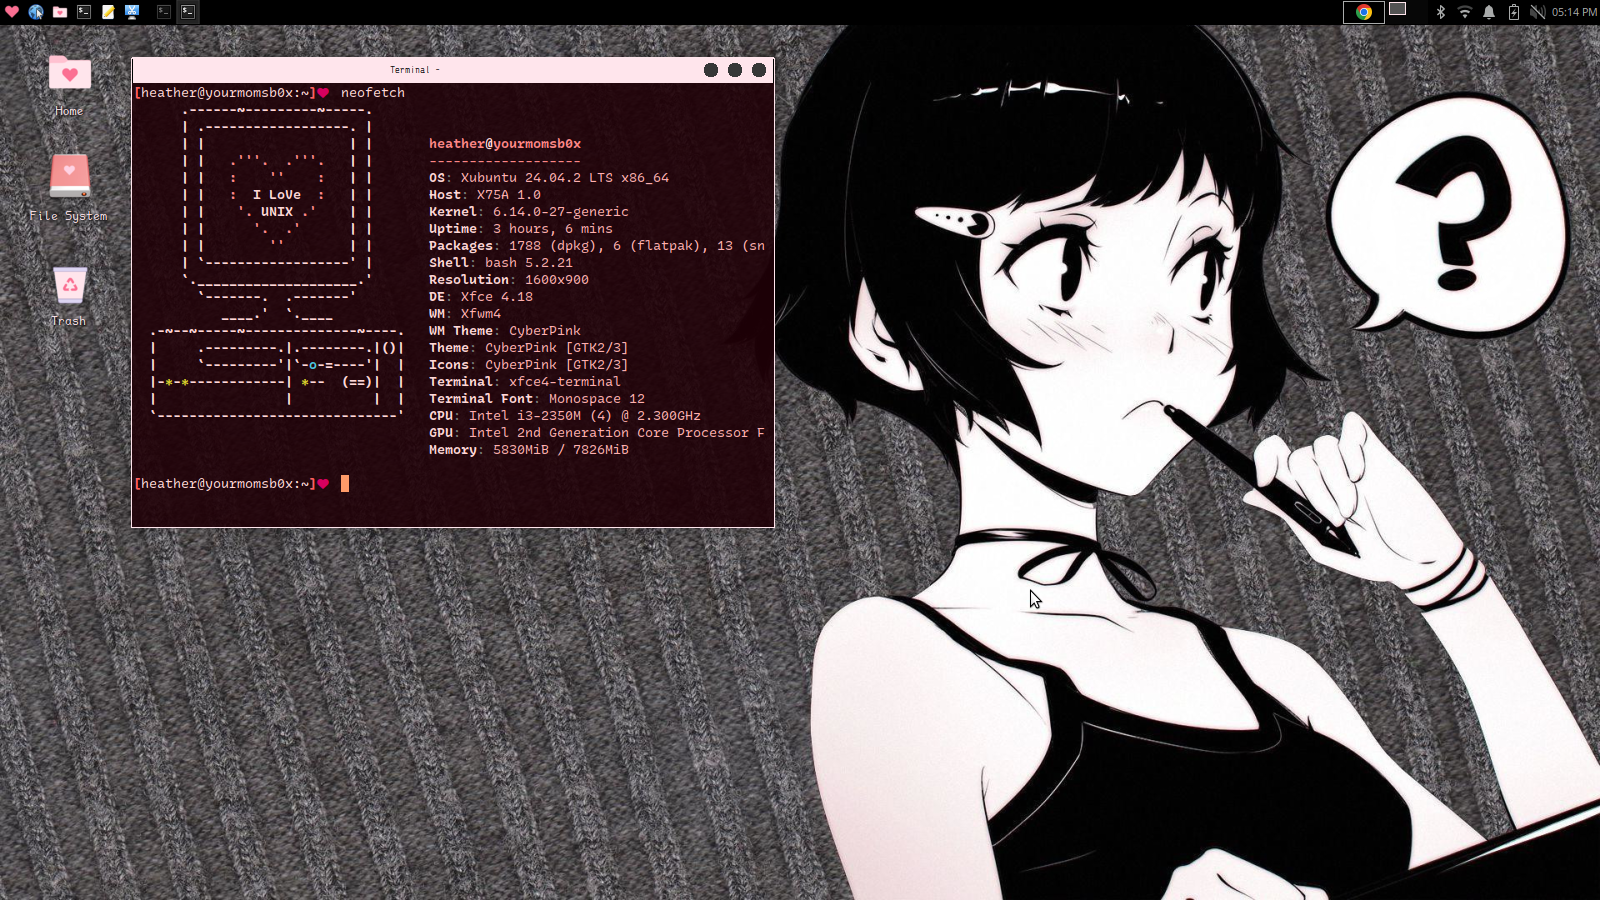 05:14 PM
Home
File System
Trash
Terminal -
[heather@yourmomsb0x:~]♥ neofetch
I LoVe
UNIX
heather@yourmomsb0x
-------------------
OS: Xubuntu 24.04.2 LTS x86_64
Host: X75A 1.0
Kernel: 6.14.0-27-generic
Uptime: 3 hours, 6 mins
Packages: 1788 (dpkg), 6 (flatpak), 13 (sn
Shell: bash 5.2.21
Resolution: 1600x900
DE: Xfce 4.18
WM: Xfwm4
WM Theme: CyberPink
Theme: CyberPink [GTK2/3]
Icons: CyberPink [GTK2/3]
Terminal: xfce4-terminal
Terminal Font: Monospace 12
CPU: Intel i3-2350M (4) @ 2.300GHz
GPU: Intel 2nd Generation Core Processor F
Memory: 5830MiB / 7826MiB
[heather@yourmomsb0x:~]♥
?